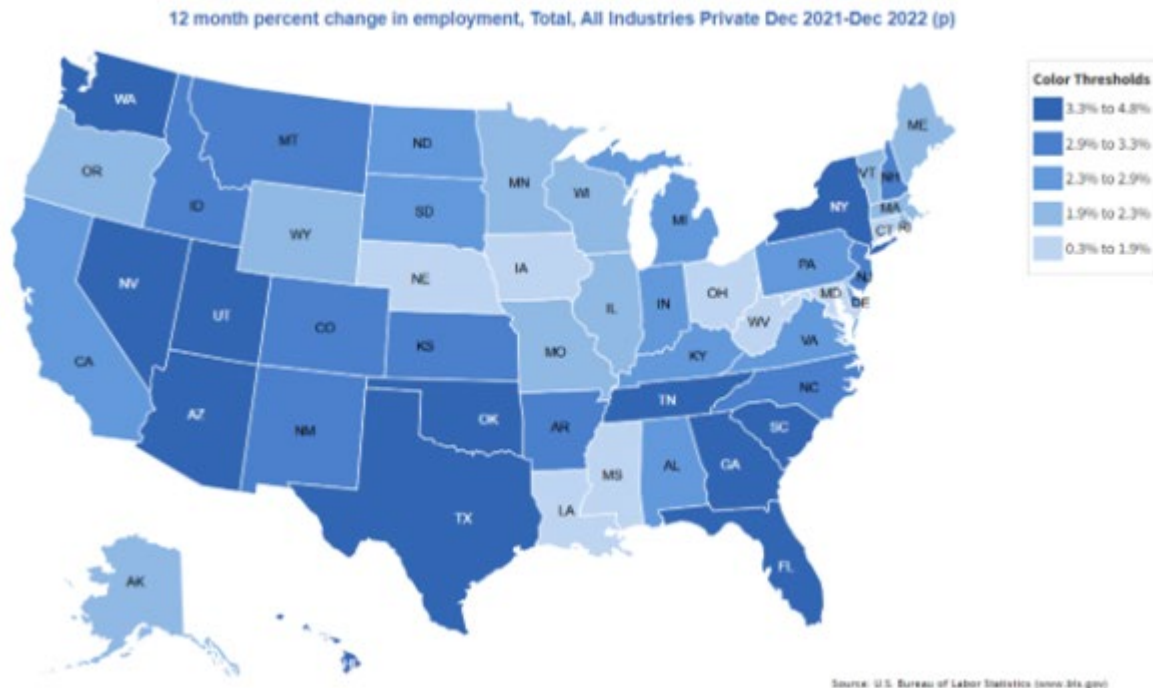 12 month percent change in employment, Total, All Industries Private Dec 2021-Dec 2022 (p)
Color Thresholds
3.3% to 4.8%
2.9% to 3.3%
2.3% to 2.9%
1.9% to 2.3%
0.3% to 1.9%
WA
MT
ND
MN
ME
OR
ID
SD
WI
MI
VT
NH
NY
MA
CT
RI
WY
NE
IA
PA
NJ
NV
UT
CO
KS
IL
IN
OH
MD
DE
WV
VA
CA
MO
KY
AZ
NM
OK
AR
TN
NC
SC
TX
LA
MS
AL
GA
FL
AK
Source: U.S. Bureau of Labor Statistics (www.bls.gov)